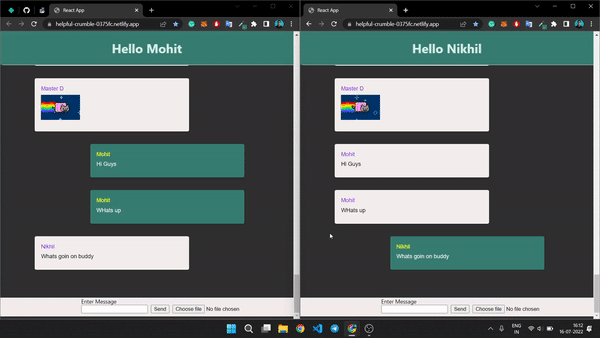 React App
helpful-crumble-0375fc.netlify.app
Hello Mohit
Master D
Mohit
Hi Guys
Mohit
WHats up
Nikhil
Whats goin on buddy
Enter Message
Send
Choose file No file chosen
React App
helpful-crumble-0375fc.netlify.app
Hello Nikhil
Master D
Mohit
Hi Guys
Mohit
WHats up
Nikhil
Whats goin on buddy
Enter Message
Send
Choose file No file chosen
ENG
IN
16:12
16-07-2022